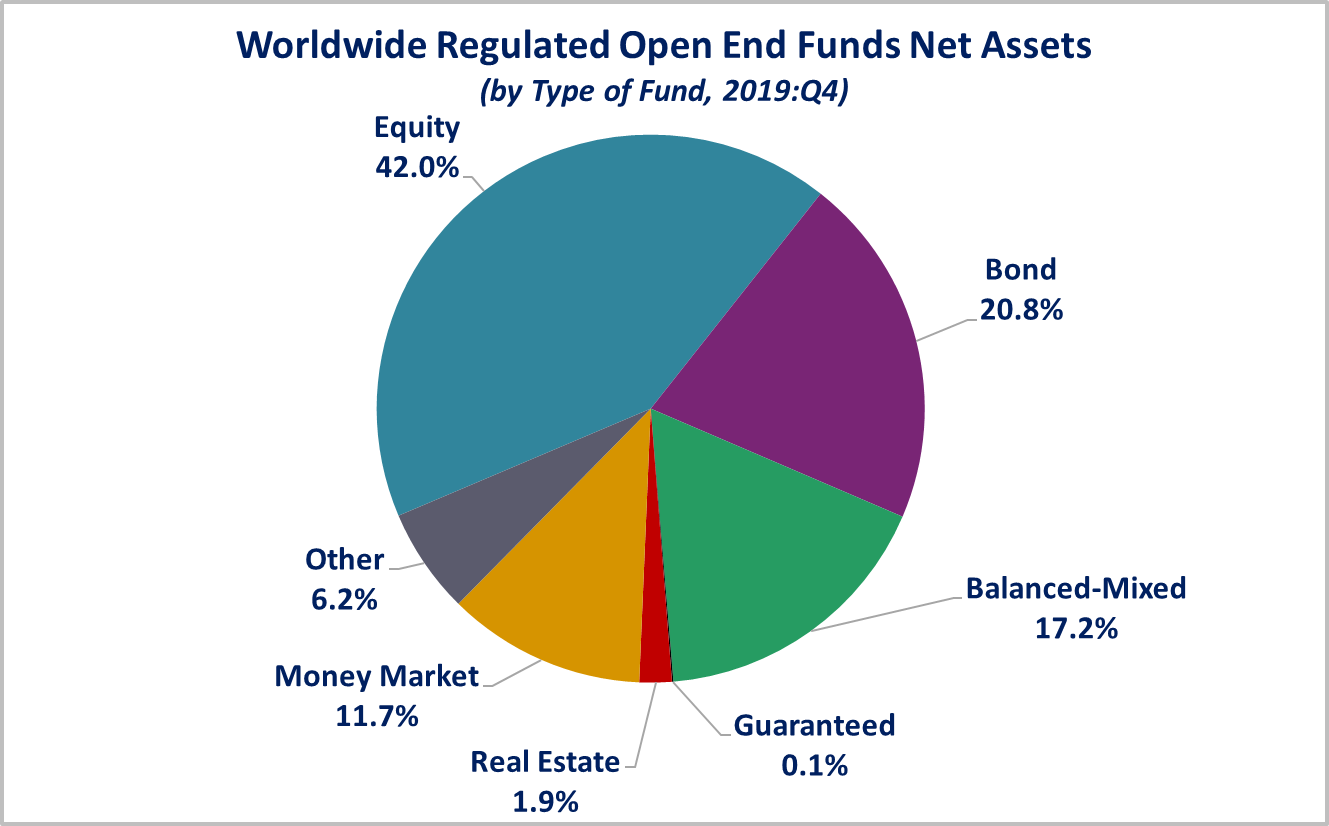 Worldwide Regulated Open End Funds Net Assets
(by Type of Fund, 2019:Q4)
Equity
42.0%
Bond
20.8%
Balanced-Mixed
17.2%
Guaranteed
0.1%
Real Estate
1.9%
Money Market
11.7%
Other
6.2%